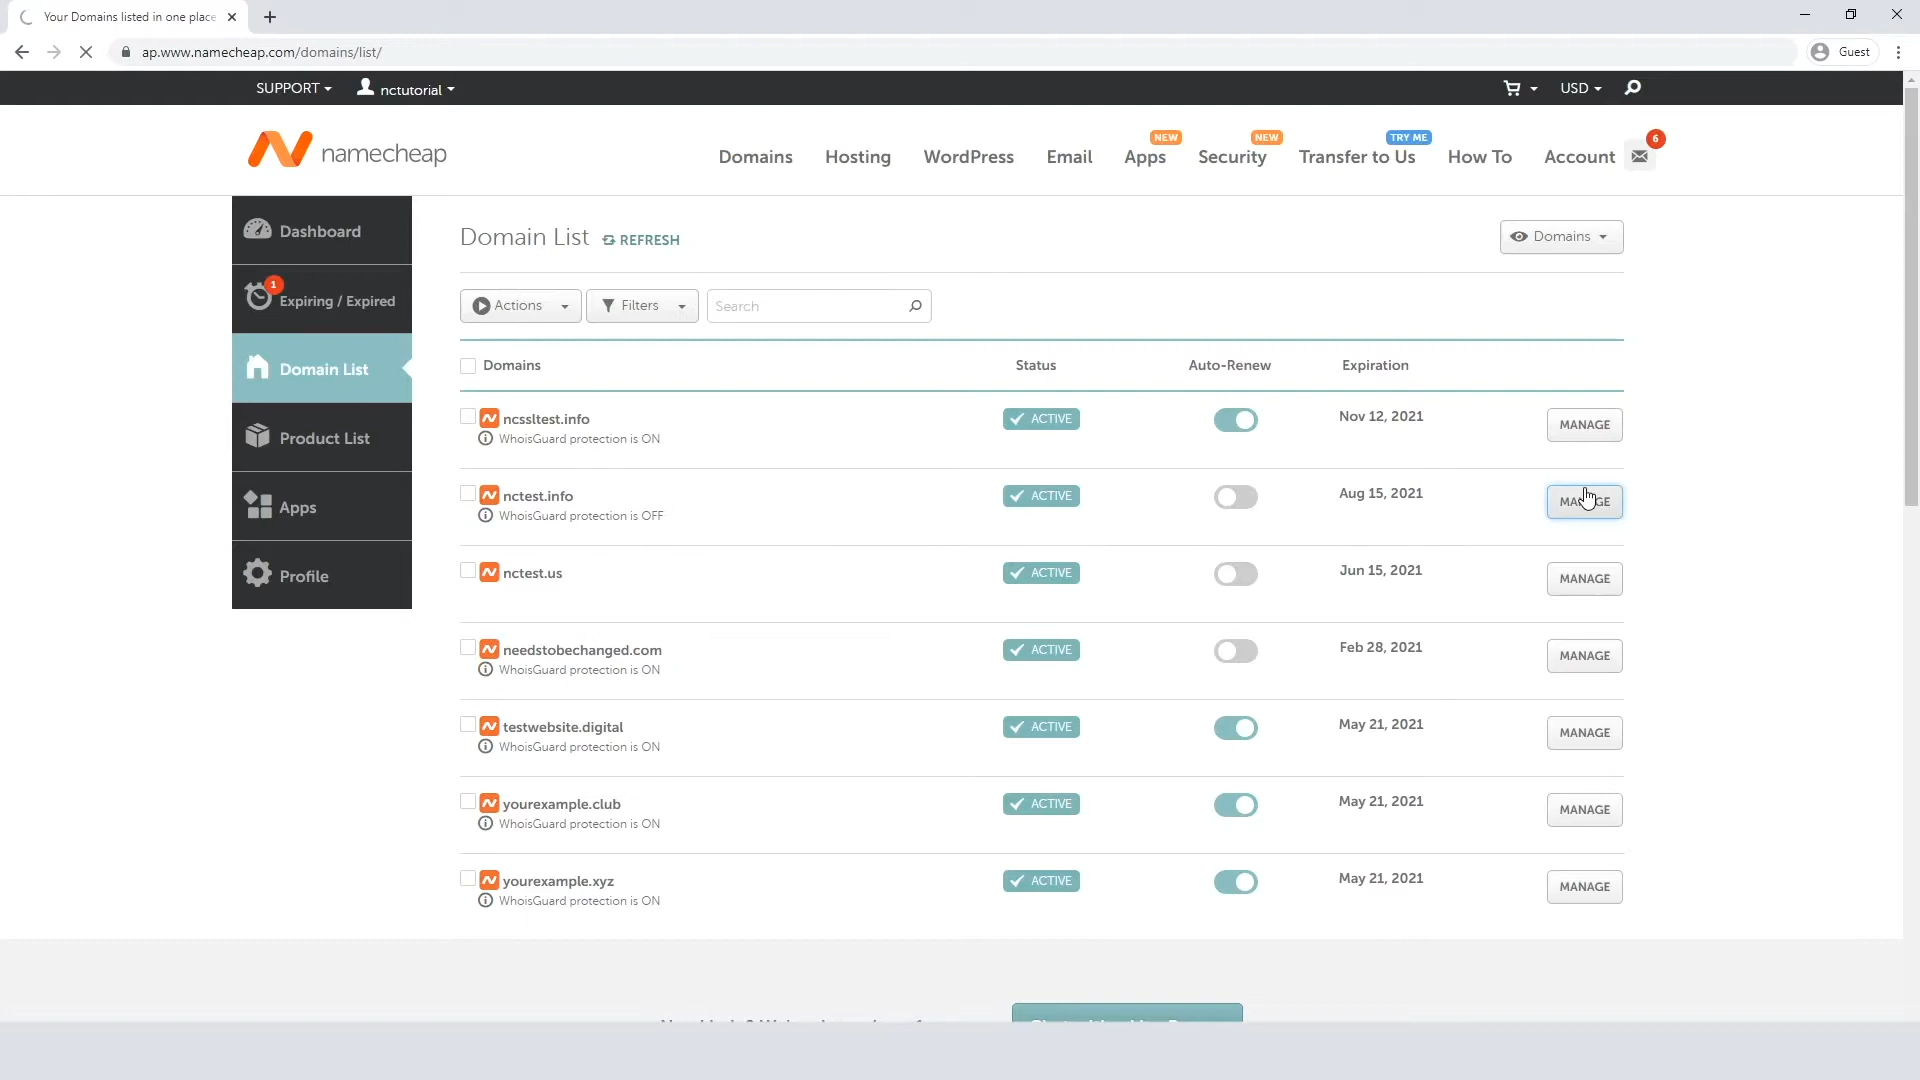 Your Domains listed in one place
ap.www.namecheap.com/domains/list/
Guest
SUPPORT
nctutorial
USD
namecheap
Domains
Hosting
WordPress
Email
NEW
Apps
NEW
Security
TRY ME
Transfer to Us
How To
Account
6
Dashboard
1
Expiring / Expired
Domain List
Product List
Apps
Profile
Domain List REFRESH
Domains
Actions
Filters
Search
Domains Status Auto-Renew Expiration
ncssltest.info ACTIVE Nov 12, 2021 MANAGE
WhoisGuard protection is ON
nctest.info ACTIVE Aug 15, 2021
WhoisGuard protection is OFF
nctest.us ACTIVE Jun 15, 2021 MANAGE
needstobechanged.com ACTIVE Feb 28, 2021 MANAGE
WhoisGuard protection is ON
testwebsite.digital ACTIVE May 21, 2021 MANAGE
WhoisGuard protection is ON
yourexample.club ACTIVE May 21, 2021 MANAGE
WhoisGuard protection is ON
yourexample.xyz ACTIVE May 21, 2021 MANAGE
WhoisGuard protection is ON